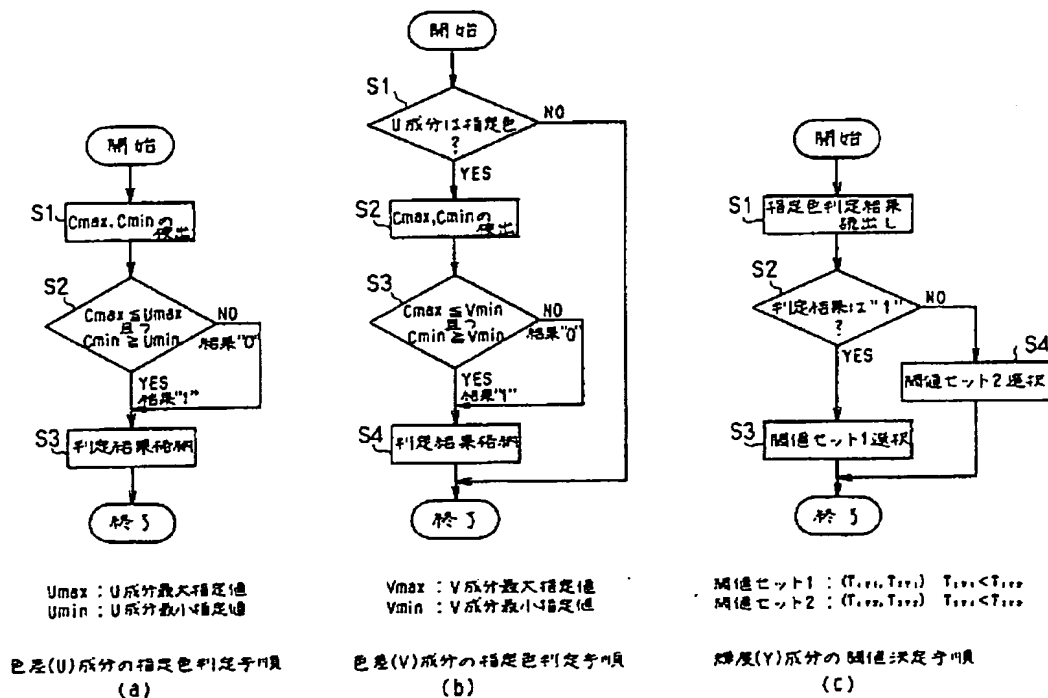 開始
S1
Cmax,Cminの
検出
S2
Cmax≦Umax
且つ
Cmin≧Umin
NO
結果"0"
YES
結果"1"
S3
判定結果格納
終了
Umax:U成分最大指定値
Umin:U成分最小指定値
色差(U)成分の指定色判定手順
(a)
開始
S1
U成分は指定色
?
NO
YES
S2
Cmax,Cminの
検出
S3
Cmax≦Vmin
且つ
Cmin≧Vmin
NO
結果"0"
YES
結果"1"
S4
判定結果格納
終了
Vmax:V成分最大指定値
Vmin:V成分最小指定値
色差(V)成分の指定色判定手順
(b)
開始
S1
指定色判定結果
読出し
S2
判定結果は"1"
?
NO
YES
S4
閾値セット2選択
S3
閾値セット1選択
終了
閾値セット1:
閾値セット2:
輝度(Y)成分の閾値決定手順
(c)